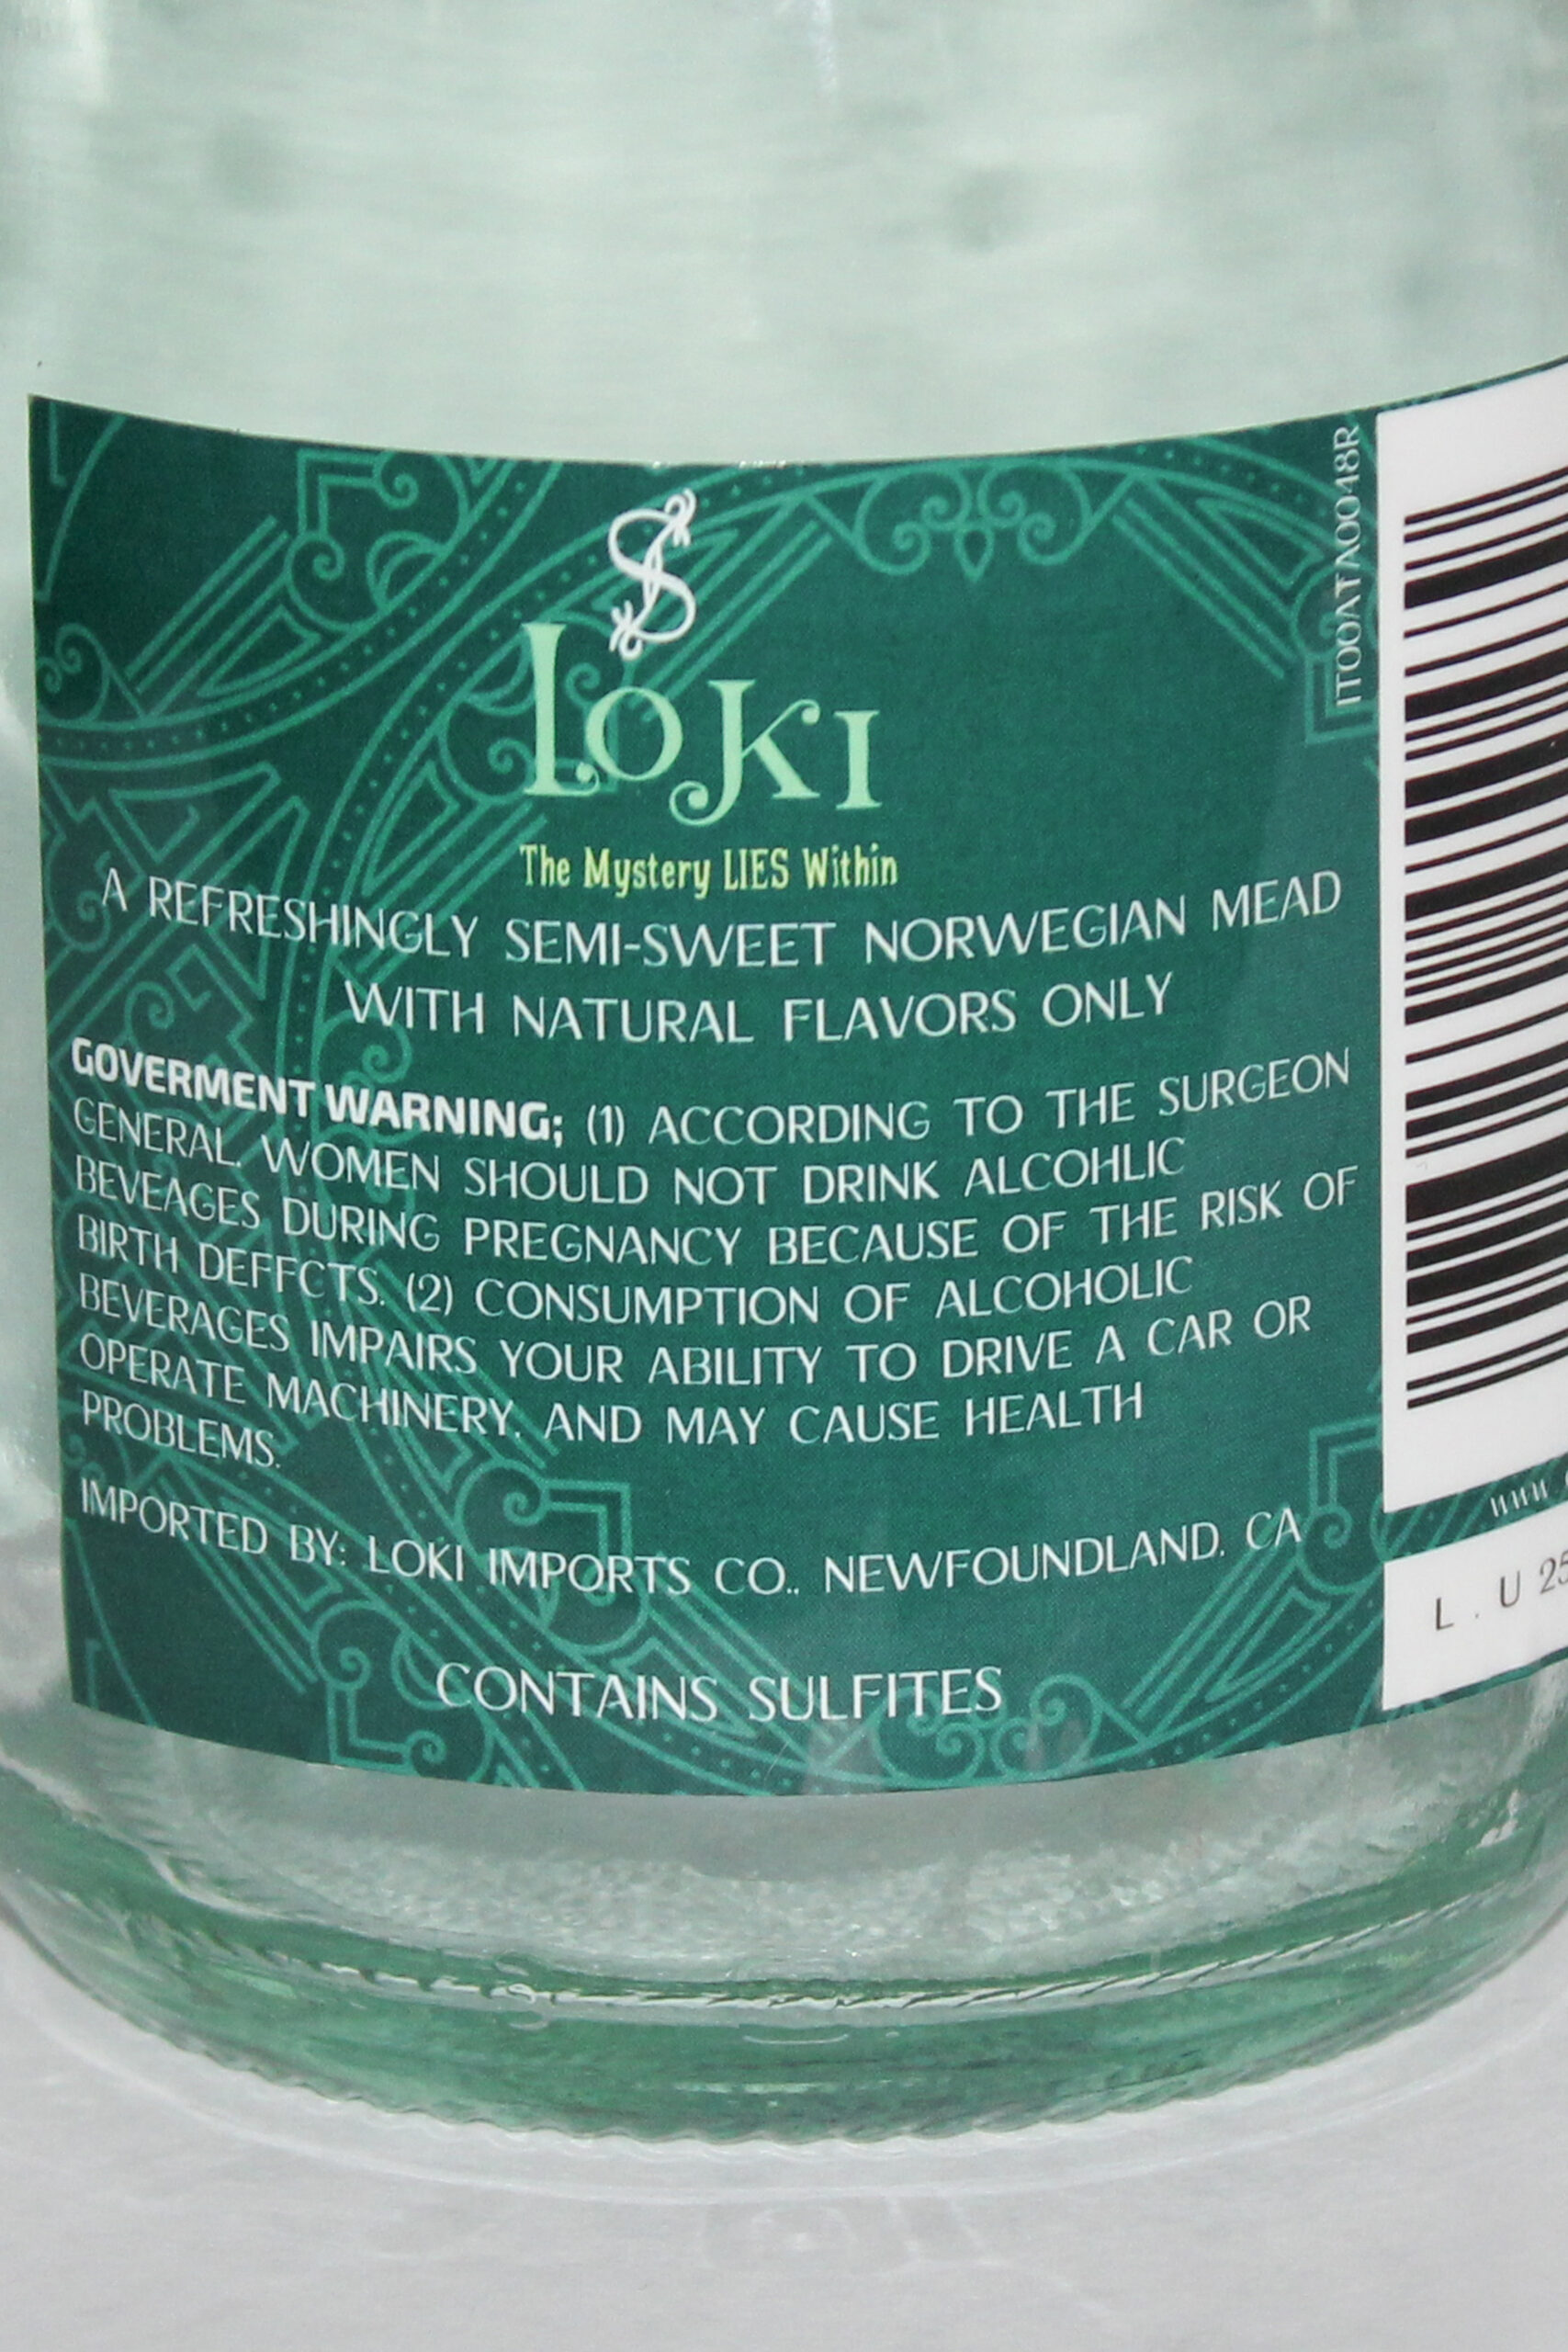 LOKI
The Mystery LIES Within
A REFRESHINGLY SEMI-SWEET NORWEGIAN MEAD
WITH NATURAL FLAVORS ONLY
GOVERMENT WARNING; (1) ACCORDING TO THE SURGEON
GENERAL. WOMEN SHOULD NOT DRINK ALCOHLIC
BEVEAGES DURING PREGNANCY BECAUSE OF THE RISK OF
BIRTH DEFFCTS. (2) CONSUMPTION OF ALCOHOLIC
BEVERAGES IMPAIRS YOUR ABILITY TO DRIVE A CAR OR
OPERATE MACHINERY. AND MAY CAUSE HEALTH
PROBLEMS.
IMPORTED BY: LOKI IMPORTS CO., NEWFOUNDLAND. CA
CONTAINS SULFITES
IT00ATA00048R
www.
L . U 25